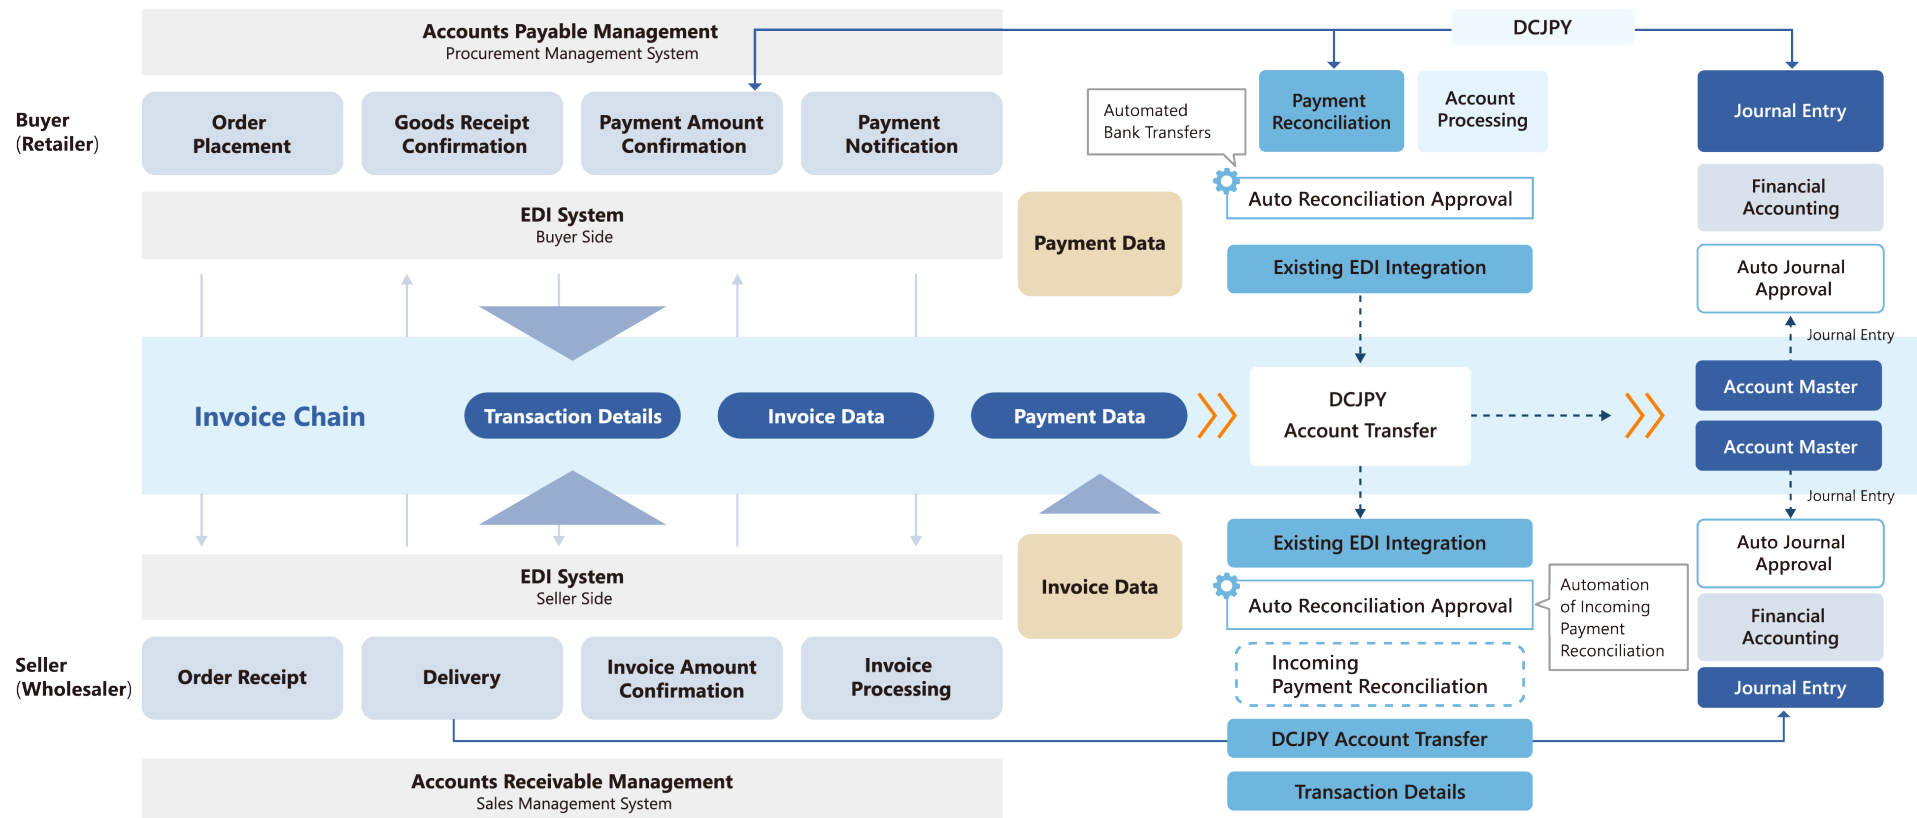 Accounts Payable Management
Procurement Management System
DCJPY
Buyer
(Retailer)
Order
Placement
Goods Receipt
Confirmation
Payment Amount
Confirmation
Payment
Notification
Automated
Bank Transfers
Payment
Reconciliation
Account
Processing
Journal Entry
EDI System
Buyer Side
Payment Data
Auto Reconciliation Approval
Existing EDI Integration
Financial
Accounting
Auto Journal
Approval
Journal Entry
Invoice Chain
Transaction Details
Invoice Data
Payment Data
DCJPY
Account Transfer
Account Master
Account Master
Journal Entry
EDI System
Seller Side
Invoice Data
Existing EDI Integration
Auto Reconciliation Approval
Automation
of Incoming
Payment
Reconciliation
Auto Journal
Approval
Financial
Accounting
Seller
(Wholesaler)
Order Receipt
Delivery
Invoice Amount
Confirmation
Invoice
Processing
Incoming
Payment Reconciliation
Journal Entry
DCJPY Account Transfer
Accounts Receivable Management
Sales Management System
Transaction Details